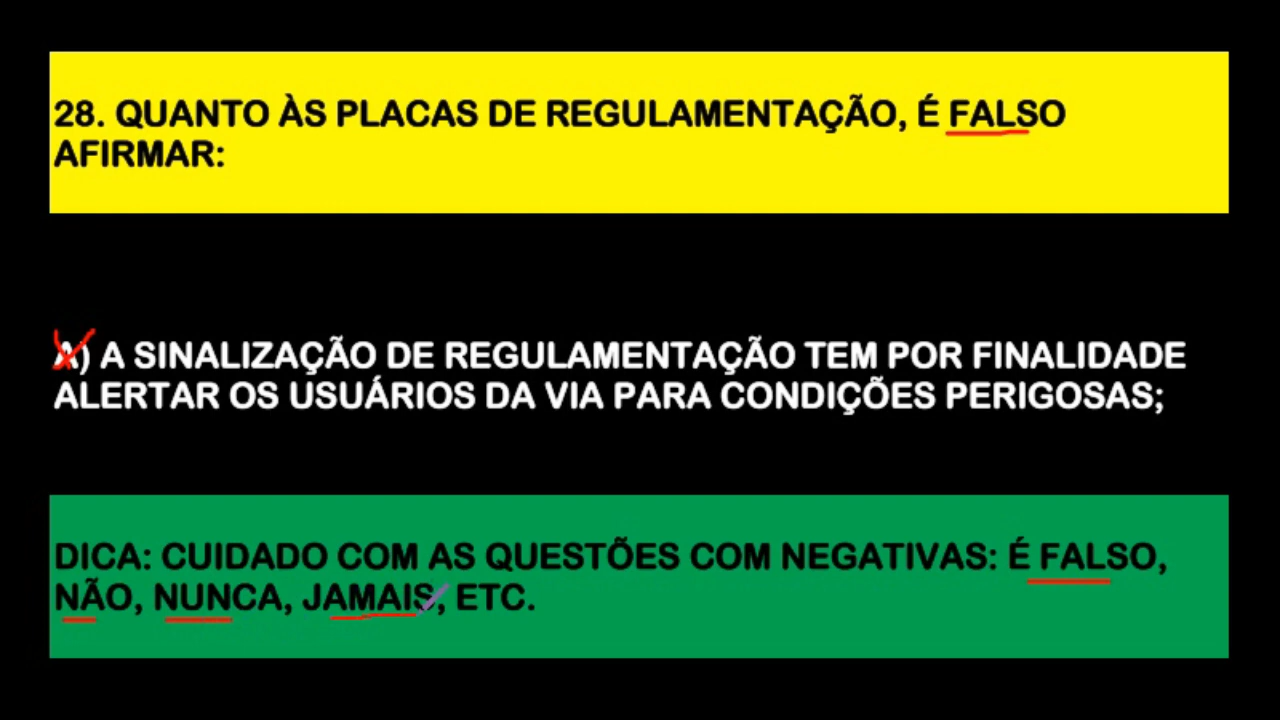 28. QUANTO ÀS PLACAS DE REGULAMENTAÇÃO, É FALSO
AFIRMAR:
A) A SINALIZAÇÃO DE REGULAMENTAÇÃO TEM POR FINALIDADE
ALERTAR OS USUÁRIOS DA VIA PARA CONDIÇÕES PERIGOSAS;
DICA: CUIDADO COM AS QUESTÕES COM NEGATIVAS: É FALSO,
NÃO, NUNCA, JAMAIS, ETC.